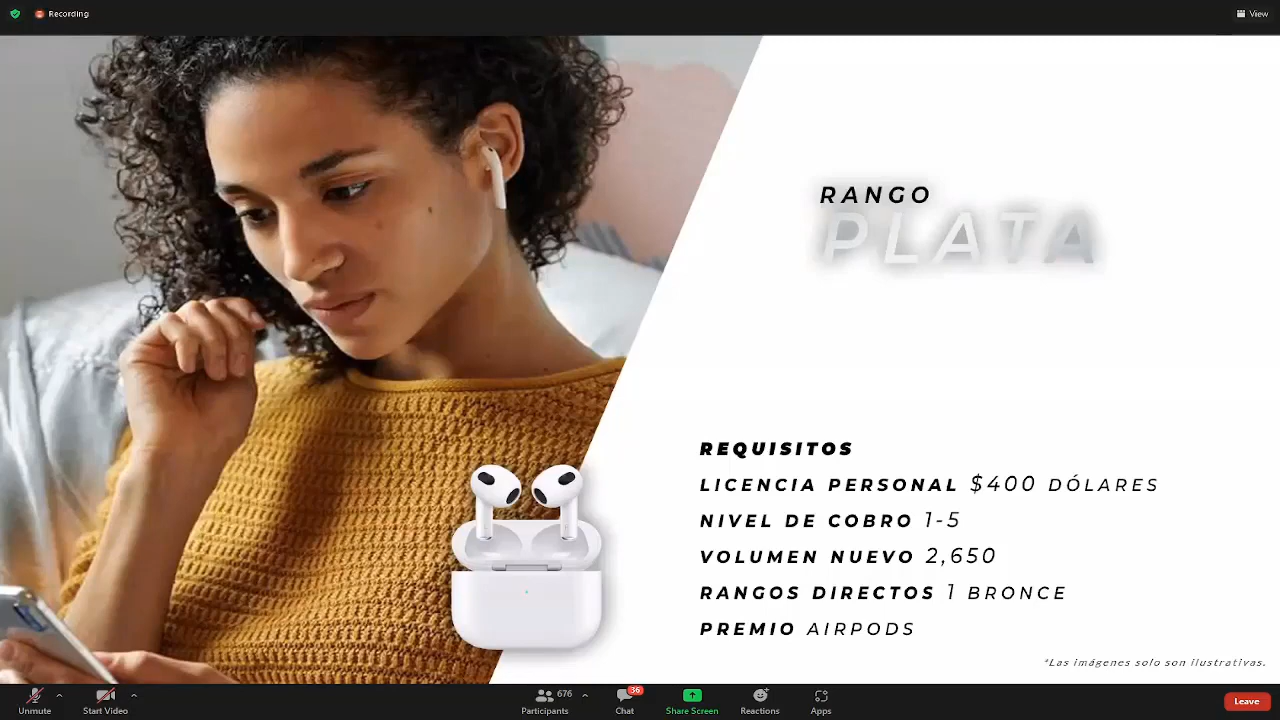 Recording
View
RANGO
PLATA
REQUISITOS
LICENCIA PERSONAL $400 DÓLARES
NIVEL DE COBRO 1-5
VOLUMEN NUEVO 2,650
RANGOS DIRECTOS 1 BRONCE
PREMIO AIRPODS
*Las imágenes solo son ilustrativas.
Unmute
Start Video
676
Participants
36
Chat
Share Screen
Reactions
Apps
Leave